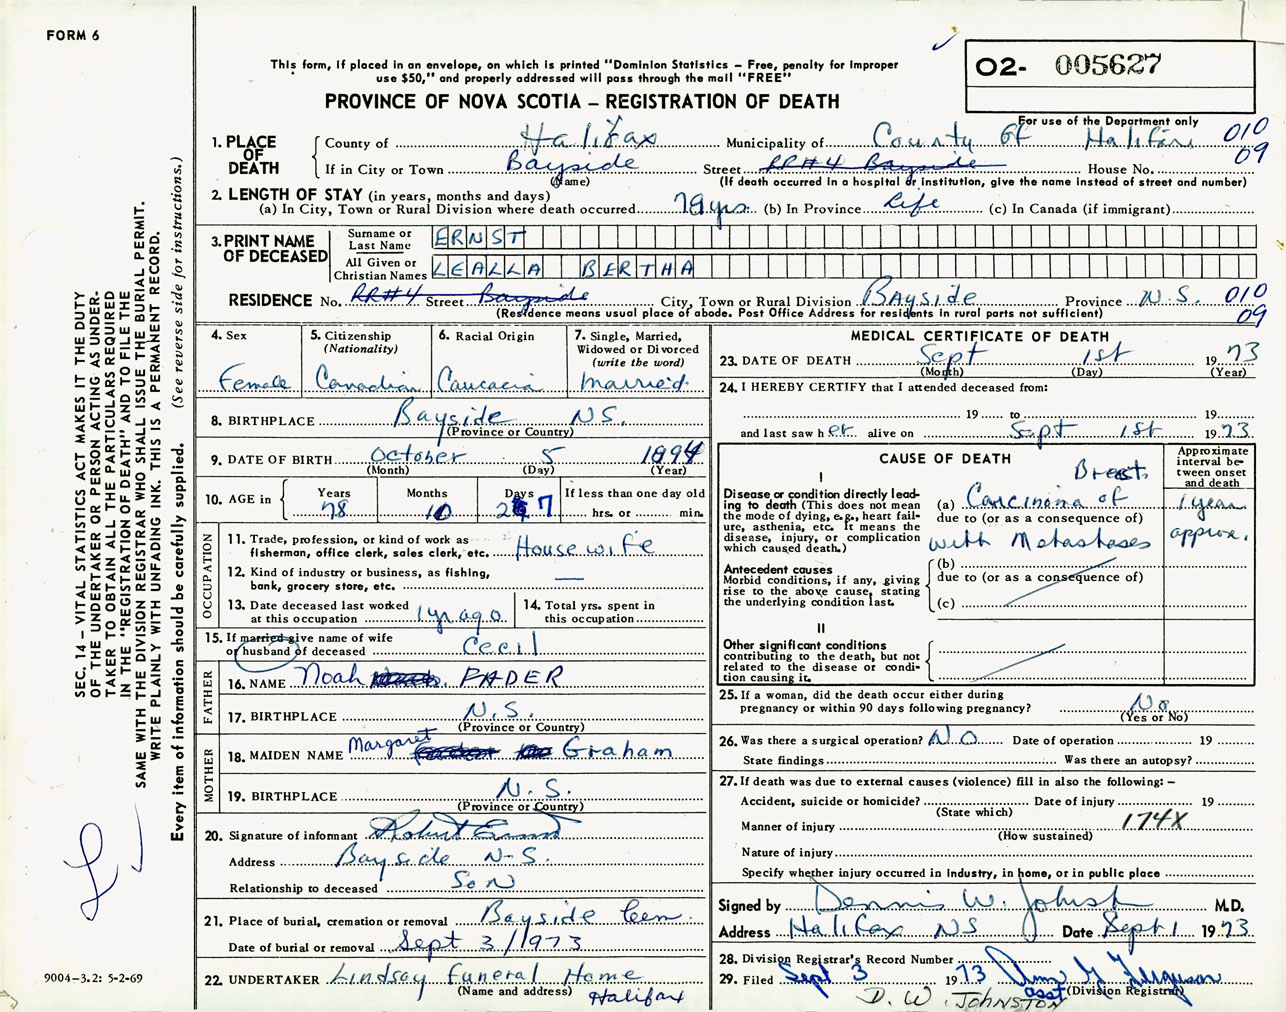 FORM 6
This form, if placed in an envelope, on which is printed "Dominion Statistics – Free, penalty for improper
use $50," and properly addressed will pass through the mail "FREE"
PROVINCE OF NOVA SCOTIA – REGISTRATION OF DEATH
O2- 005627
For use of the Department only
010
09
1. PLACE OF DEATH
County of Halifax Municipality of County of Halifax
If in City or Town Bayside Street RR#4 Bayside House No.
(Name) (If death occurred in a hospital or institution, give the name instead of street and number)
2. LENGTH OF STAY (in years, months and days)
(a) In City, Town or Rural Division where death occurred 78 yrs (b) In Province Life (c) In Canada (if immigrant)
3. PRINT NAME OF DECEASED
Surname or Last Name ERNST
All Given or Christian Names LEALLA BERTHA
RESIDENCE No. RR#4 Street Bayside City, Town or Rural Division Bayside Province N.S. 010
(Residence means usual place of abode. Post Office Address for residents in rural parts not sufficient) 09
4. Sex
Female
5. Citizenship
(Nationality)
Canadian
6. Racial Origin
Caucacia
7. Single, Married,
Widowed or Divorced
(write the word)
Married
8. BIRTHPLACE Bayside NS.
(Province or Country)
9. DATE OF BIRTH October 5 1894
(Month) (Day) (Year)
10. AGE in
Years Months Days If less than one day old
78 10 27 hrs. or min.
OCCUPATION
11. Trade, profession, or kind of work as
fisherman, office clerk, sales clerk, etc. Housewife
12. Kind of industry or business, as fishing,
bank, grocery store, etc. —
13. Date deceased last worked
at this occupation 1 yr ago
14. Total yrs. spent in
this occupation
15. If married give name of wife
or husband of deceased Cecil
FATHER
16. NAME Noah FADER
17. BIRTHPLACE N.S.
(Province or Country)
MOTHER
18. MAIDEN NAME Margaret Graham
19. BIRTHPLACE N.S.
(Province or Country)
20. Signature of informant Robert Ernst
Address Bayside N-S.
Relationship to deceased Son
21. Place of burial, cremation or removal Bayside Cem.
Date of burial or removal Sept 3/1973
22. UNDERTAKER Lindsay Funeral Home
(Name and address) Halifax
MEDICAL CERTIFICATE OF DEATH
23. DATE OF DEATH Sept 1st 1973
(Month) (Day) (Year)
24. I HEREBY CERTIFY that I attended deceased from:
19 to 19
and last saw her alive on Sept 1st 1973
CAUSE OF DEATH
Approximate interval between onset and death
I
Disease or condition directly lead-
ing to death (This does not mean
the mode of dying, e.g., heart fail-
ure, asthenia, etc. It means the
disease, injury, or complication
which caused death.)
Breast
(a) Carcinoma of
due to (or as a consequence of)
with Metastases
1 year
approx.
Antecedent causes
Morbid conditions, if any, giving
rise to the above cause, stating
the underlying condition last.
(b)
due to (or as a consequence of)
(c)
II
Other significant conditions
contributing to the death, but not
related to the disease or condi-
tion causing it.
25. If a woman, did the death occur either during
pregnancy or within 90 days following pregnancy? No
(Yes or No)
26. Was there a surgical operation? NO Date of operation 19
State findings Was there an autopsy?
27. If death was due to external causes (violence) fill in also the following: –
Accident, suicide or homicide? Date of injury 19
(State which)
Manner of injury 174X
(How sustained)
Nature of injury
Specify whether injury occurred in industry, in home, or in public place
Signed by Dennis W. Johnst M.D.
Address Halifax NS Date Sept 1 1973
28. Division Registrar's Record Number
29. Filed Sept 3 1973 Ann G Ferguson
asst (Division Registrar)
D. W. JOHNSTON
SEC. 14 – VITAL STATISTICS ACT MAKES IT THE DUTY
OF THE UNDERTAKER OR PERSON ACTING AS UNDER-
TAKER TO OBTAIN ALL THE PARTICULARS REQUIRED
IN THE "REGISTRATION OF DEATH" AND TO FILE THE
SAME WITH THE DIVISION REGISTRAR WHO SHALL ISSUE THE BURIAL PERMIT.
WRITE PLAINLY WITH UNFADING INK. THIS IS A PERMANENT RECORD.
Every item of information should be carefully supplied. (See reverse side for instructions.)
9004-3.2: 5-2-69